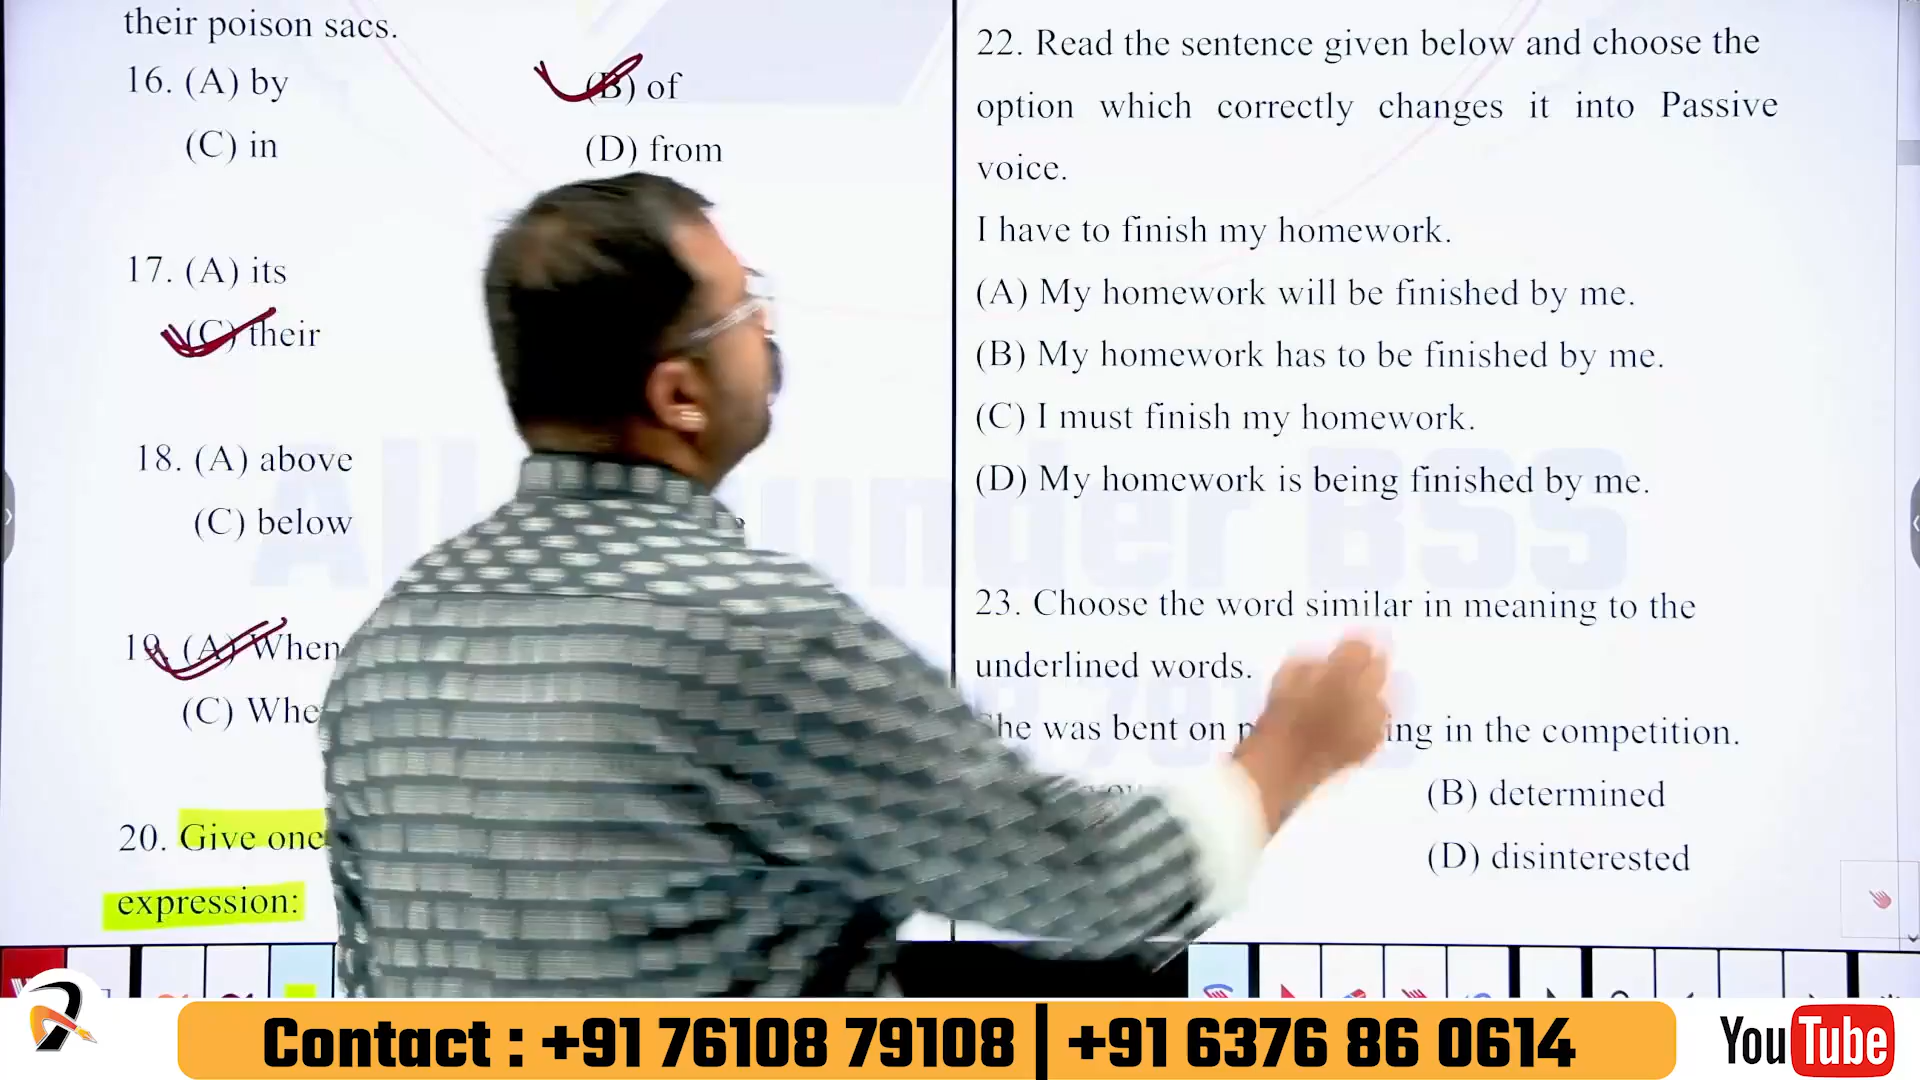 their poison sacs.
16. (A) by
(B) of
(C) in
(D) from
17. (A) its
(C) their
18. (A) above
(C) below
19. (A) When
(C) Whe
20. Give one
expression:
22. Read the sentence given below and choose the
option which correctly changes it into Passive
voice.
I have to finish my homework.
(A) My homework will be finished by me.
(B) My homework has to be finished by me.
(C) I must finish my homework.
(D) My homework is being finished by me.
23. Choose the word similar in meaning to the
underlined words.
She was bent on ing in the competition.
(B) determined
(D) disinterested
Contact : +91 76108 79108 | +91 6376 86 0614
YouTube